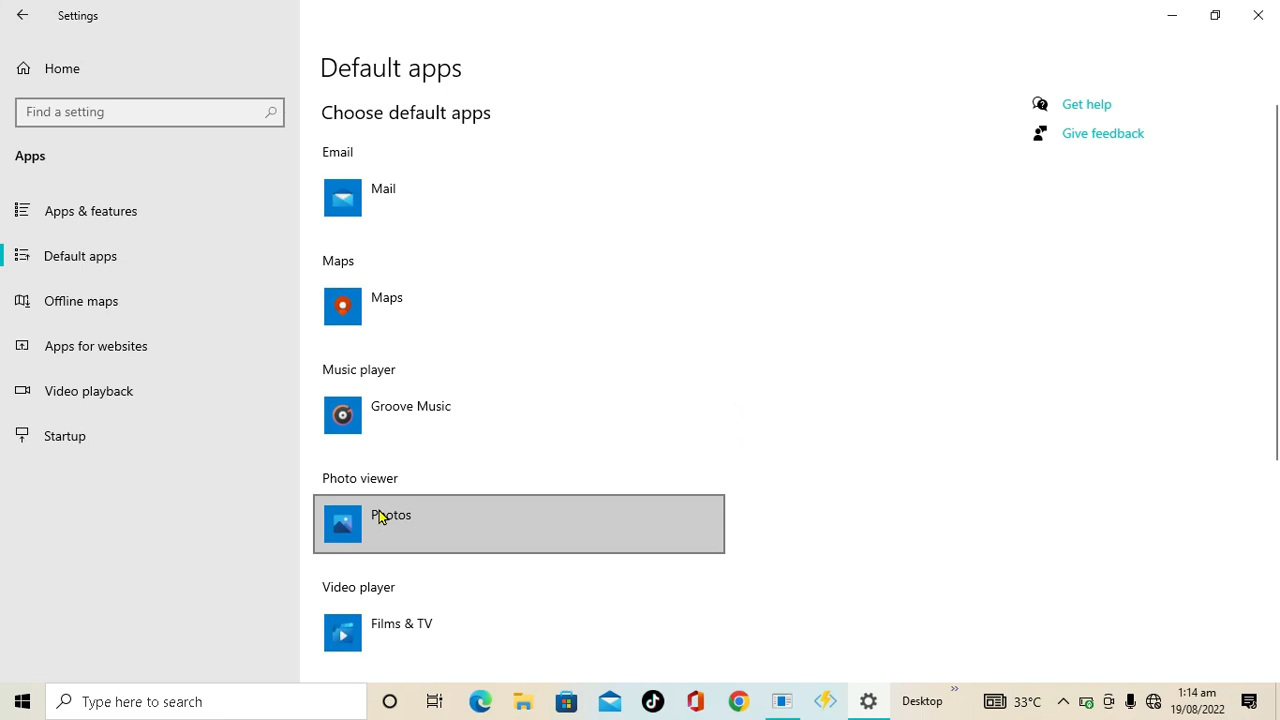 Settings
Home
Find a setting
Apps
Apps & features
Default apps
Offline maps
Apps for websites
Video playback
Startup
Default apps
Choose default apps
Email
Mail
Maps
Maps
Music player
Groove Music
Photo viewer
Photos
Video player
Films & TV
Get help
Give feedback
Type here to search
Desktop
33°C
1:14 am
19/08/2022